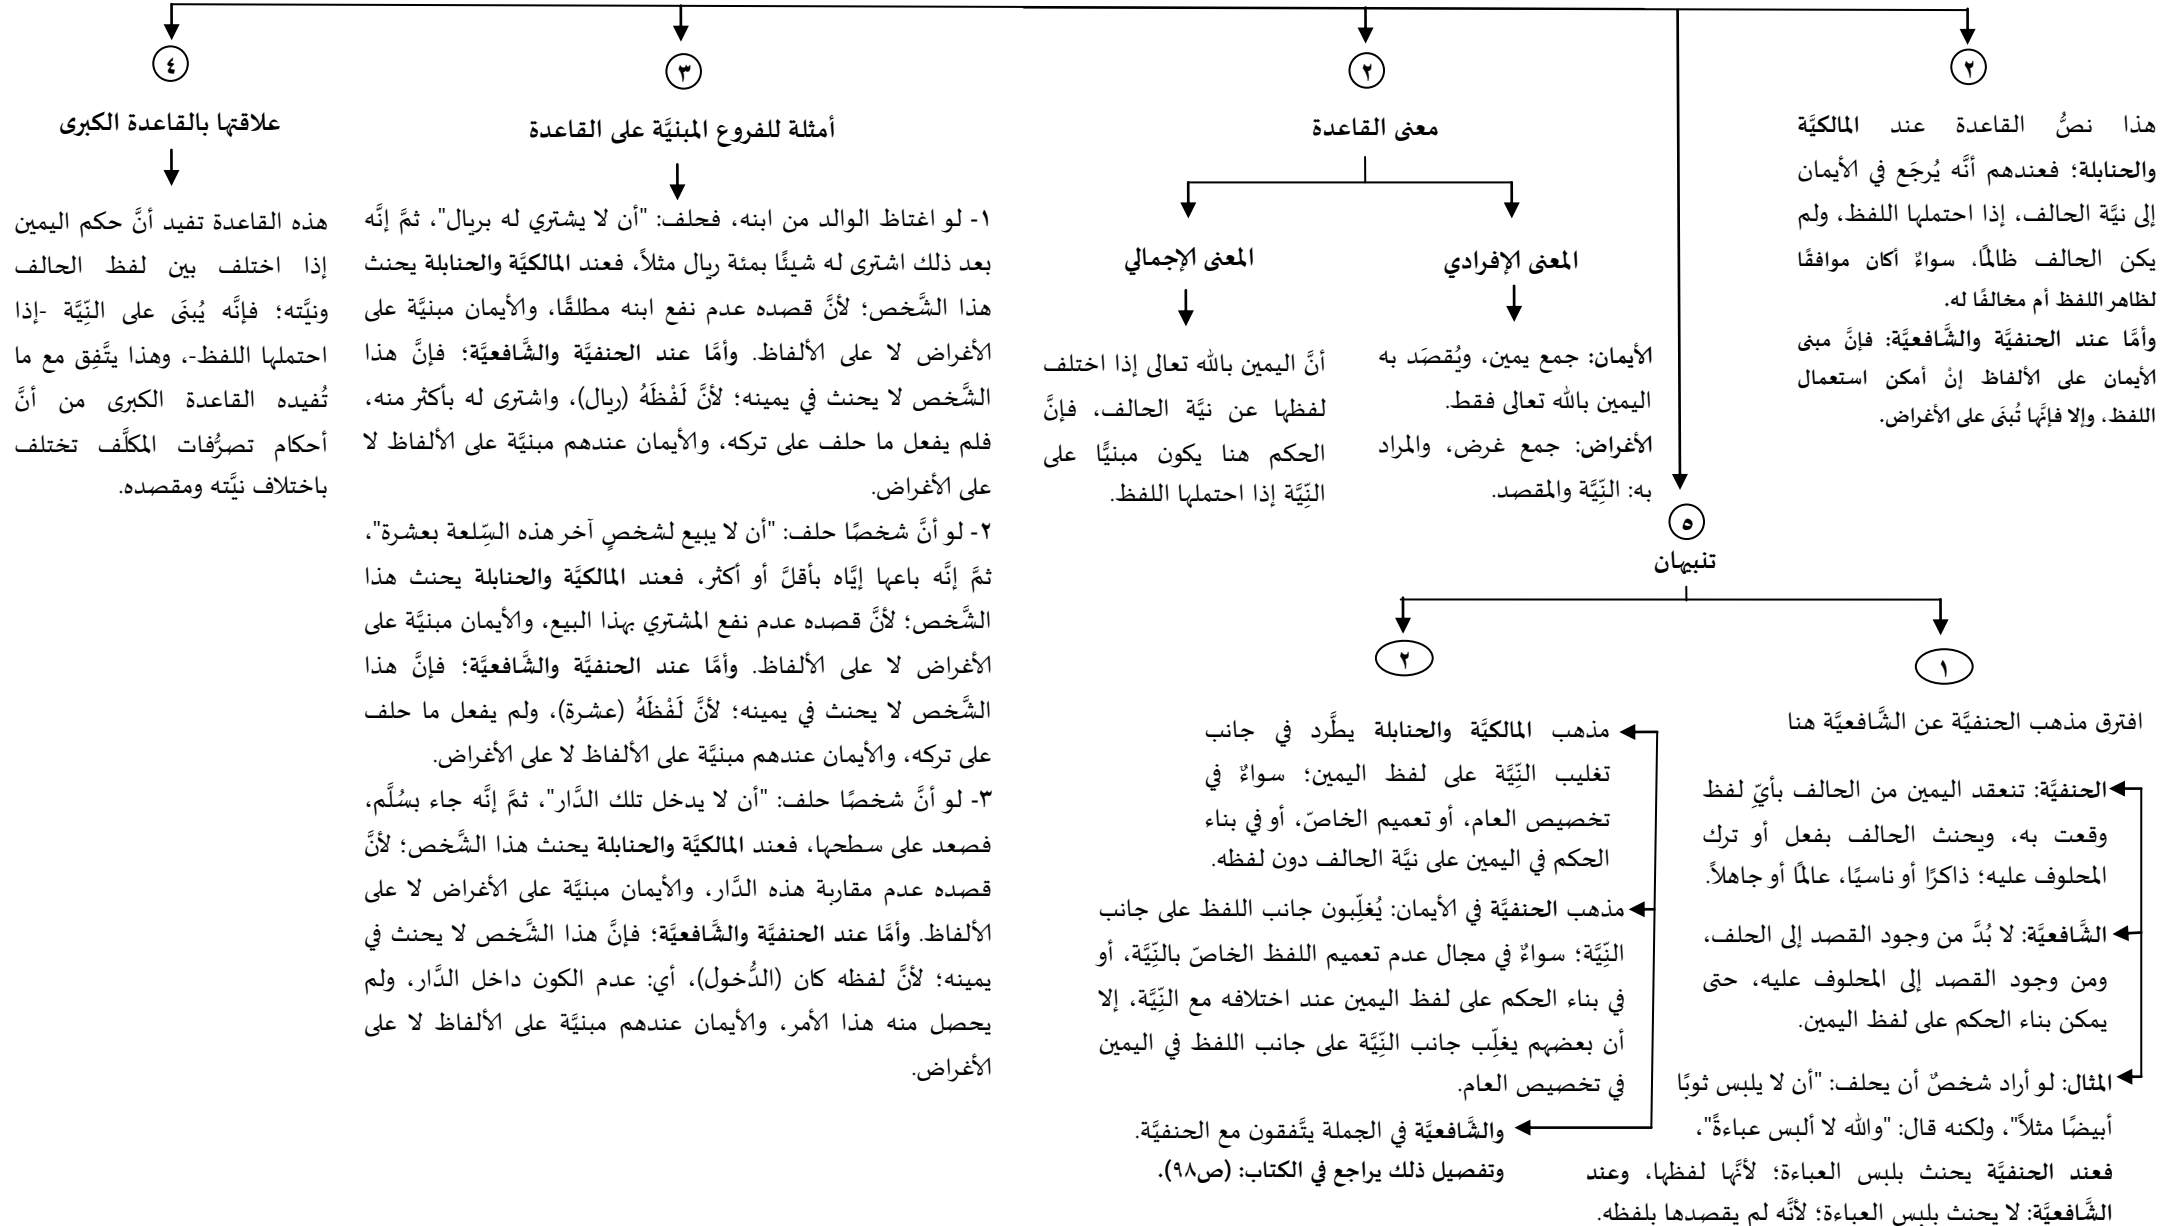 ٢
هذا نصُّ القاعدة عند المالكيَّة
والحنابلة؛ فعندهم أنَّه يُرجَع في الأيمان
إلى نيَّة الحالف، إذا احتملها اللفظ، ولم
يكن الحالف ظالمًا، سواءٌ أكان موافقًا
لظاهر اللفظ أم مخالفًا له.
وأمَّا عند الحنفيَّة والشَّافعيَّة: فإنَّ مبنى
الأيمان على الألفاظ إنْ أمكن استعمال
اللفظ، وإلا فإنَّها تُبنَى على الأغراض.
٢
معنى القاعدة
المعنى الإفرادي
الأيمان: جمع يمين، ويُقصَد به
اليمين بالله تعالى فقط.
الأغراض: جمع غرض، والمراد
به: النِّيَّة والمقصد.
المعنى الإجمالي
أنَّ اليمين بالله تعالى إذا اختلف
لفظها عن نيَّة الحالف، فإنَّ
الحكم هنا يكون مبنيًّا على
النِّيَّة إذا احتملها اللفظ.
٣
أمثلة للفروع المبنيَّة على القاعدة
١- لو اغتاظ الوالد من ابنه، فحلف: "أن لا يشتري له بريال"، ثمَّ إنَّه
بعد ذلك اشترى له شيئًا بمئة ريال مثلاً، فعند المالكيَّة والحنابلة يحنث
هذا الشَّخص؛ لأنَّ قصده عدم نفع ابنه مطلقًا، والأيمان مبنيَّة على
الأغراض لا على الألفاظ. وأمَّا عند الحنفيَّة والشَّافعيَّة؛ فإنَّ هذا
الشَّخص لا يحنث في يمينه؛ لأنَّ لَفْظَهُ (ريال)، واشترى له بأكثر منه،
فلم يفعل ما حلف على تركه، والأيمان عندهم مبنيَّة على الألفاظ لا
على الأغراض.
٢- لو أنَّ شخصًا حلف: "أن لا يبيع لشخصٍ آخر هذه السِّلعة بعشرة"،
ثمَّ إنَّه باعها إيَّاه بأقلَّ أو أكثر، فعند المالكيَّة والحنابلة يحنث هذا
الشَّخص؛ لأنَّ قصده عدم نفع المشتري بهذا البيع، والأيمان مبنيَّة على
الأغراض لا على الألفاظ. وأمَّا عند الحنفيَّة والشَّافعيَّة؛ فإنَّ هذا
الشَّخص لا يحنث في يمينه؛ لأنَّ لَفْظَهُ (عشرة)، ولم يفعل ما حلف
على تركه، والأيمان عندهم مبنيَّة على الألفاظ لا على الأغراض.
٣- لو أنَّ شخصًا حلف: "أن لا يدخل تلك الدَّار"، ثمَّ إنَّه جاء بسُلَّم،
فصعد على سطحها، فعند المالكيَّة والحنابلة يحنث هذا الشَّخص؛ لأنَّ
قصده عدم مقاربة هذه الدَّار، والأيمان مبنيَّة على الأغراض لا على
الألفاظ. وأمَّا عند الحنفيَّة والشَّافعيَّة؛ فإنَّ هذا الشَّخص لا يحنث في
يمينه؛ لأنَّ لفظه كان (الدُّخول)، أي: عدم الكون داخل الدَّار، ولم
يحصل منه هذا الأمر، والأيمان عندهم مبنيَّة على الألفاظ لا على
الأغراض.
٤
علاقتها بالقاعدة الكبرى
هذه القاعدة تفيد أنَّ حكم اليمين
إذا اختلف بين لفظ الحالف
ونيَّته؛ فإنَّه يُبنَى على النِّيَّة -إذا
احتملها اللفظ-، وهذا يتَّفِق مع ما
تُفيده القاعدة الكبرى من أنَّ
أحكام تصرُّفات المكلَّف تختلف
باختلاف نيَّته ومقصده.
٥
تنبيهان
١
افترق مذهب الحنفيَّة عن الشَّافعيَّة هنا
الحنفيَّة: تنعقد اليمين من الحالف بأيِّ لفظ
وقعت به، ويحنث الحالف بفعل أو ترك
المحلوف عليه؛ ذاكرًا أو ناسيًا، عالمًا أو جاهلاً.
الشَّافعيَّة: لا بُدَّ من وجود القصد إلى الحلف،
ومن وجود القصد إلى المحلوف عليه، حتى
يمكن بناء الحكم على لفظ اليمين.
المثال: لو أراد شخصٌ أن يحلف: "أن لا يلبس ثوبًا
أبيضًا مثلاً"، ولكنه قال: "والله لا ألبس عباءةً"،
فعند الحنفيَّة يحنث بلبس العباءة؛ لأنَّها لفظها، وعند
الشَّافعيَّة: لا يحنث بلبس العباءة؛ لأنَّه لم يقصدها بلفظه.
٢
مذهب المالكيَّة والحنابلة يطَّرد في جانب
تغليب النِّيَّة على لفظ اليمين؛ سواءٌ في
تخصيص العام، أو تعميم الخاصّ، أو في بناء
الحكم في اليمين على نيَّة الحالف دون لفظه.
مذهب الحنفيَّة في الأيمان: يُغلِّبون جانب اللفظ على جانب
النِّيَّة؛ سواءٌ في مجال عدم تعميم اللفظ الخاصّ بالنِّيَّة، أو
في بناء الحكم على لفظ اليمين عند اختلافه مع النِّيَّة، إلا
أن بعضهم يغلِّب جانب النِّيَّة على جانب اللفظ في اليمين
في تخصيص العام.
والشَّافعيَّة في الجملة يتَّفقون مع الحنفيَّة.
وتفصيل ذلك يراجع في الكتاب: (ص٩٨).